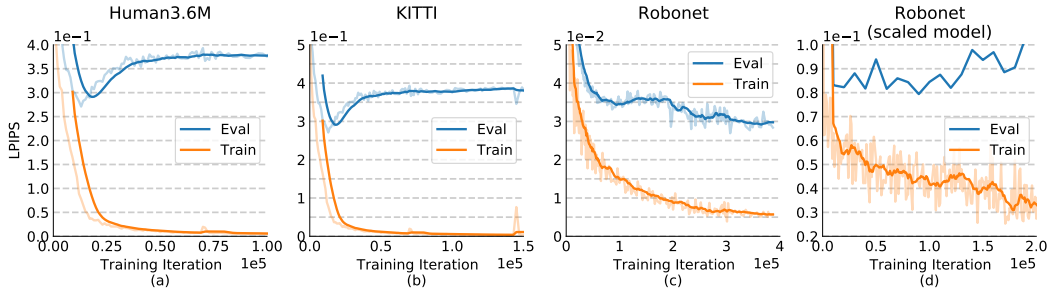 Human3.6M
KITTI
Robonet
Robonet
(scaled model)
LPIPS
1e−1
4.0
3.5
3.0
2.5
2.0
1.5
1.0
0.5
0.0
Eval
Train
0.00 0.25 0.50 0.75 1.00
Training Iteration 1e5
(a)
1e−1
5
4
3
2
1
0
Eval
Train
0.0 0.5 1.0 1.5
Training Iteration 1e5
(b)
1e−2
5
4
3
2
1
0
Eval
Train
0 1 2 3 4
Training Iteration 1e5
(c)
1e−1
0.1
0.9
0.8
0.7
0.6
0.5
0.4
0.3
0.2
Eval
Train
0.0 0.5 1.0 1.5 2.0
Training Iteration 1e5
(d)